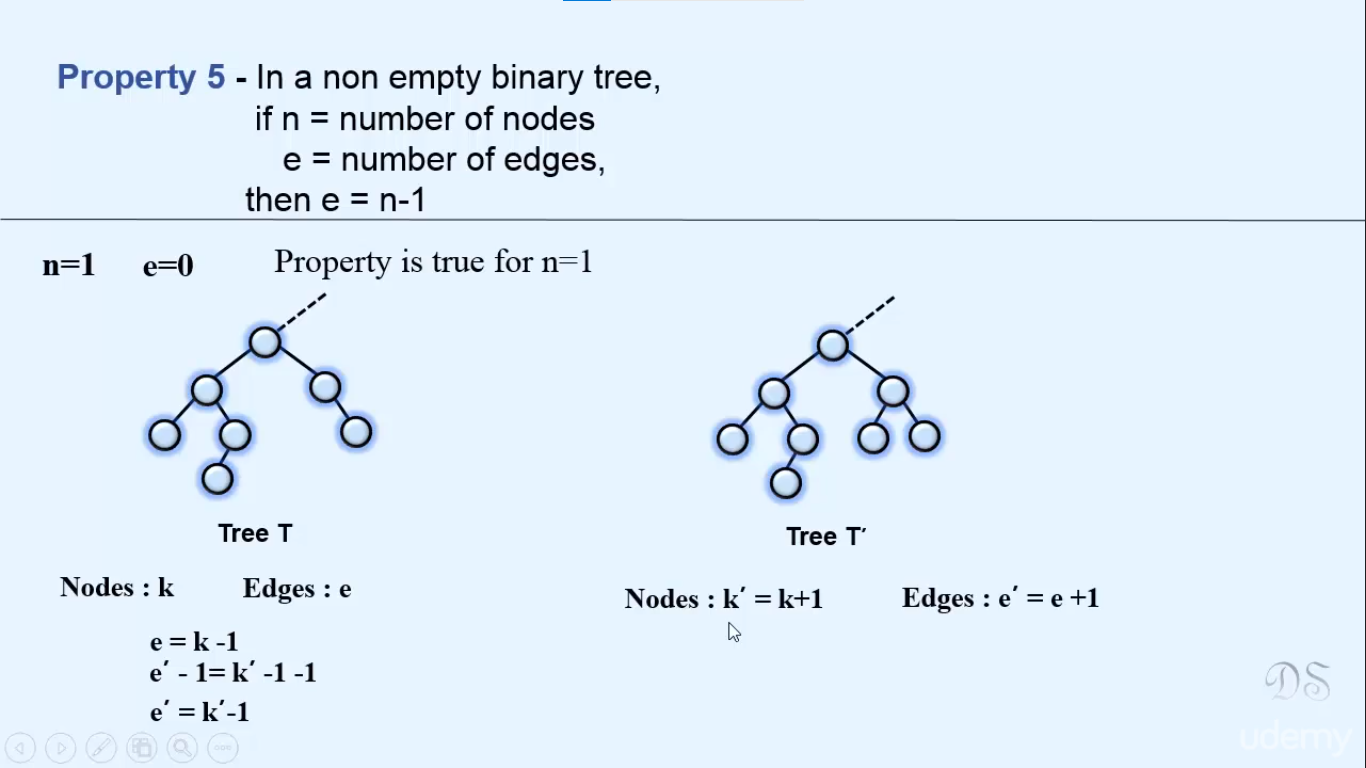 Property 5 - In a non empty binary tree,
if n = number of nodes
e = number of edges,
then e = n-1
n=1 e=0 Property is true for n=1
Tree T
Tree T′
Nodes : k Edges : e
Nodes : k′ = k+1 Edges : e′ = e +1
e = k -1
e′ - 1= k′ -1 -1
e′ = k′-1
DS
udemy